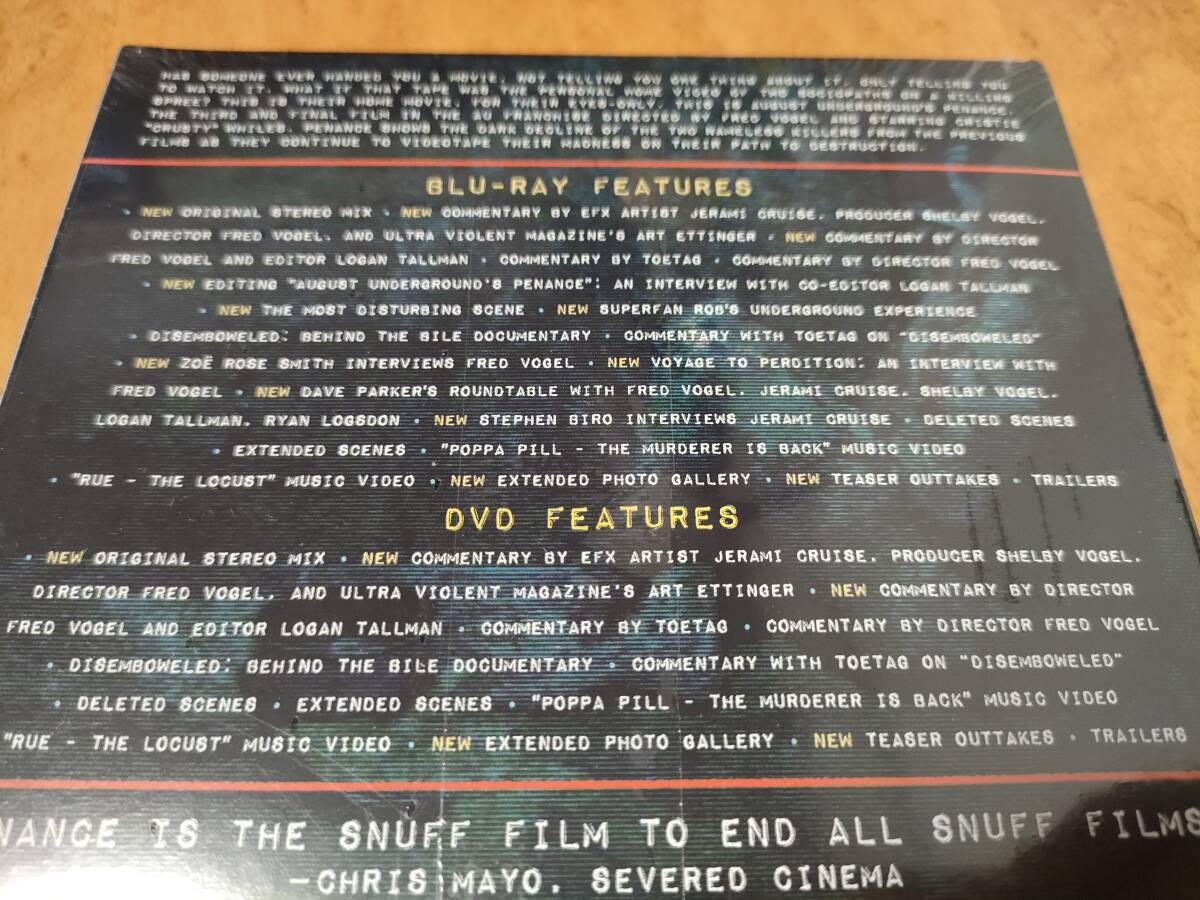 HAS SOMEONE EVER HANDED YOU A MOVIE, NOT TELLING YOU ONE THING ABOUT IT, ONLY TELLING YOU
TO WATCH IT. WHAT IF THAT TAPE WAS THE PERSONAL HOME VIDEO OF TWO SOCIOPATHS ON A KILLING
SPREE? THIS IS THEIR HOME MOVIE, FOR THEIR EYES-ONLY. THIS IS AUGUST UNDERGROUND'S PENANCE.
THE THIRD AND FINAL FILM IN THE AU FRANCHISE DIRECTED BY FRED VOGEL AND STARRING CRISTIE
"CRUSTY" WHILES. PENANCE SHOWS THE DARK DECLINE OF THE TWO NAMELESS KILLERS FROM THE PREVIOUS
FILMS AS THEY CONTINUE TO VIDEOTAPE THEIR MADNESS ON THEIR PATH TO DESTRUCTION.
BLU-RAY FEATURES
• NEW ORIGINAL STEREO MIX • NEW COMMENTARY BY EFX ARTIST JERAMI CRUISE, PRODUCER SHELBY VOGEL,
DIRECTOR FRED VOGEL, AND ULTRA VIOLENT MAGAZINE'S ART ETTINGER • NEW COMMENTARY BY DIRECTOR
FRED VOGEL AND EDITOR LOGAN TALLMAN • COMMENTARY BY TOETAG • COMMENTARY BY DIRECTOR FRED VOGEL
• NEW EDITING "AUGUST UNDERGROUND'S PENANCE": AN INTERVIEW WITH CO-EDITOR LOGAN TALLMAN
• NEW THE MOST DISTURBING SCENE • NEW SUPERFAN ROB'S UNDERGROUND EXPERIENCE
• DISEMBOWELED: BEHIND THE BILE DOCUMENTARY • COMMENTARY WITH TOETAG ON "DISEMBOWELED"
• NEW ZOË ROSE SMITH INTERVIEWS FRED VOGEL • NEW VOYAGE TO PERDITION: AN INTERVIEW WITH
FRED VOGEL • NEW DAVE PARKER'S ROUNDTABLE WITH FRED VOGEL, JERAMI CRUISE, SHELBY VOGEL,
LOGAN TALLMAN, RYAN LOGSDON • NEW STEPHEN BIRO INTERVIEWS JERAMI CRUISE • DELETED SCENES
• EXTENDED SCENES • "POPPA PILL - THE MURDERER IS BACK" MUSIC VIDEO
• "RUE - THE LOCUST" MUSIC VIDEO • NEW EXTENDED PHOTO GALLERY • NEW TEASER OUTTAKES • TRAILERS
DVD FEATURES
• NEW ORIGINAL STEREO MIX • NEW COMMENTARY BY EFX ARTIST JERAMI CRUISE, PRODUCER SHELBY VOGEL,
DIRECTOR FRED VOGEL, AND ULTRA VIOLENT MAGAZINE'S ART ETTINGER • NEW COMMENTARY BY DIRECTOR
FRED VOGEL AND EDITOR LOGAN TALLMAN • COMMENTARY BY TOETAG • COMMENTARY BY DIRECTOR FRED VOGEL
• DISEMBOWELED: BEHIND THE BILE DOCUMENTARY • COMMENTARY WITH TOETAG ON "DISEMBOWELED"
• DELETED SCENES • EXTENDED SCENES • "POPPA PILL - THE MURDERER IS BACK" MUSIC VIDEO
"RUE - THE LOCUST" MUSIC VIDEO • NEW EXTENDED PHOTO GALLERY • NEW TEASER OUTTAKES • TRAILERS
NANCE IS THE SNUFF FILM TO END ALL SNUFF FILMS
-CHRIS MAYO, SEVERED CINEMA